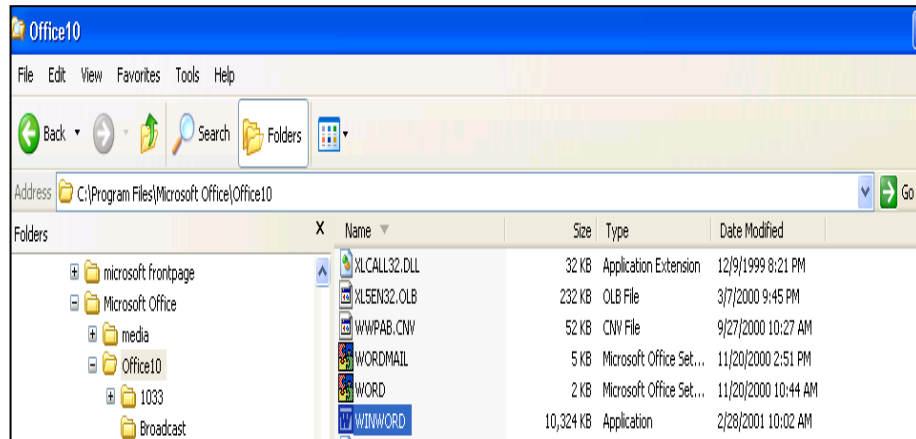 Office10
File Edit View Favorites Tools Help
Back Search Folders
Address C:\Program Files\Microsoft Office\Office10 Go
Folders X Name Size Type Date Modified
microsoft frontpage
Microsoft Office
media
Office10
1033
Broadcast
XLCALL32.DLL 32 KB Application Extension 12/9/1999 8:21 PM
XL5EN32.OLB 232 KB OLB File 3/7/2000 9:45 PM
WWPAB.CNV 52 KB CNV File 9/27/2000 10:27 AM
WORDMAIL 5 KB Microsoft Office Set... 11/20/2000 2:51 PM
WORD 2 KB Microsoft Office Set... 11/20/2000 10:44 AM
WINWORD 10,324 KB Application 2/28/2001 10:02 AM